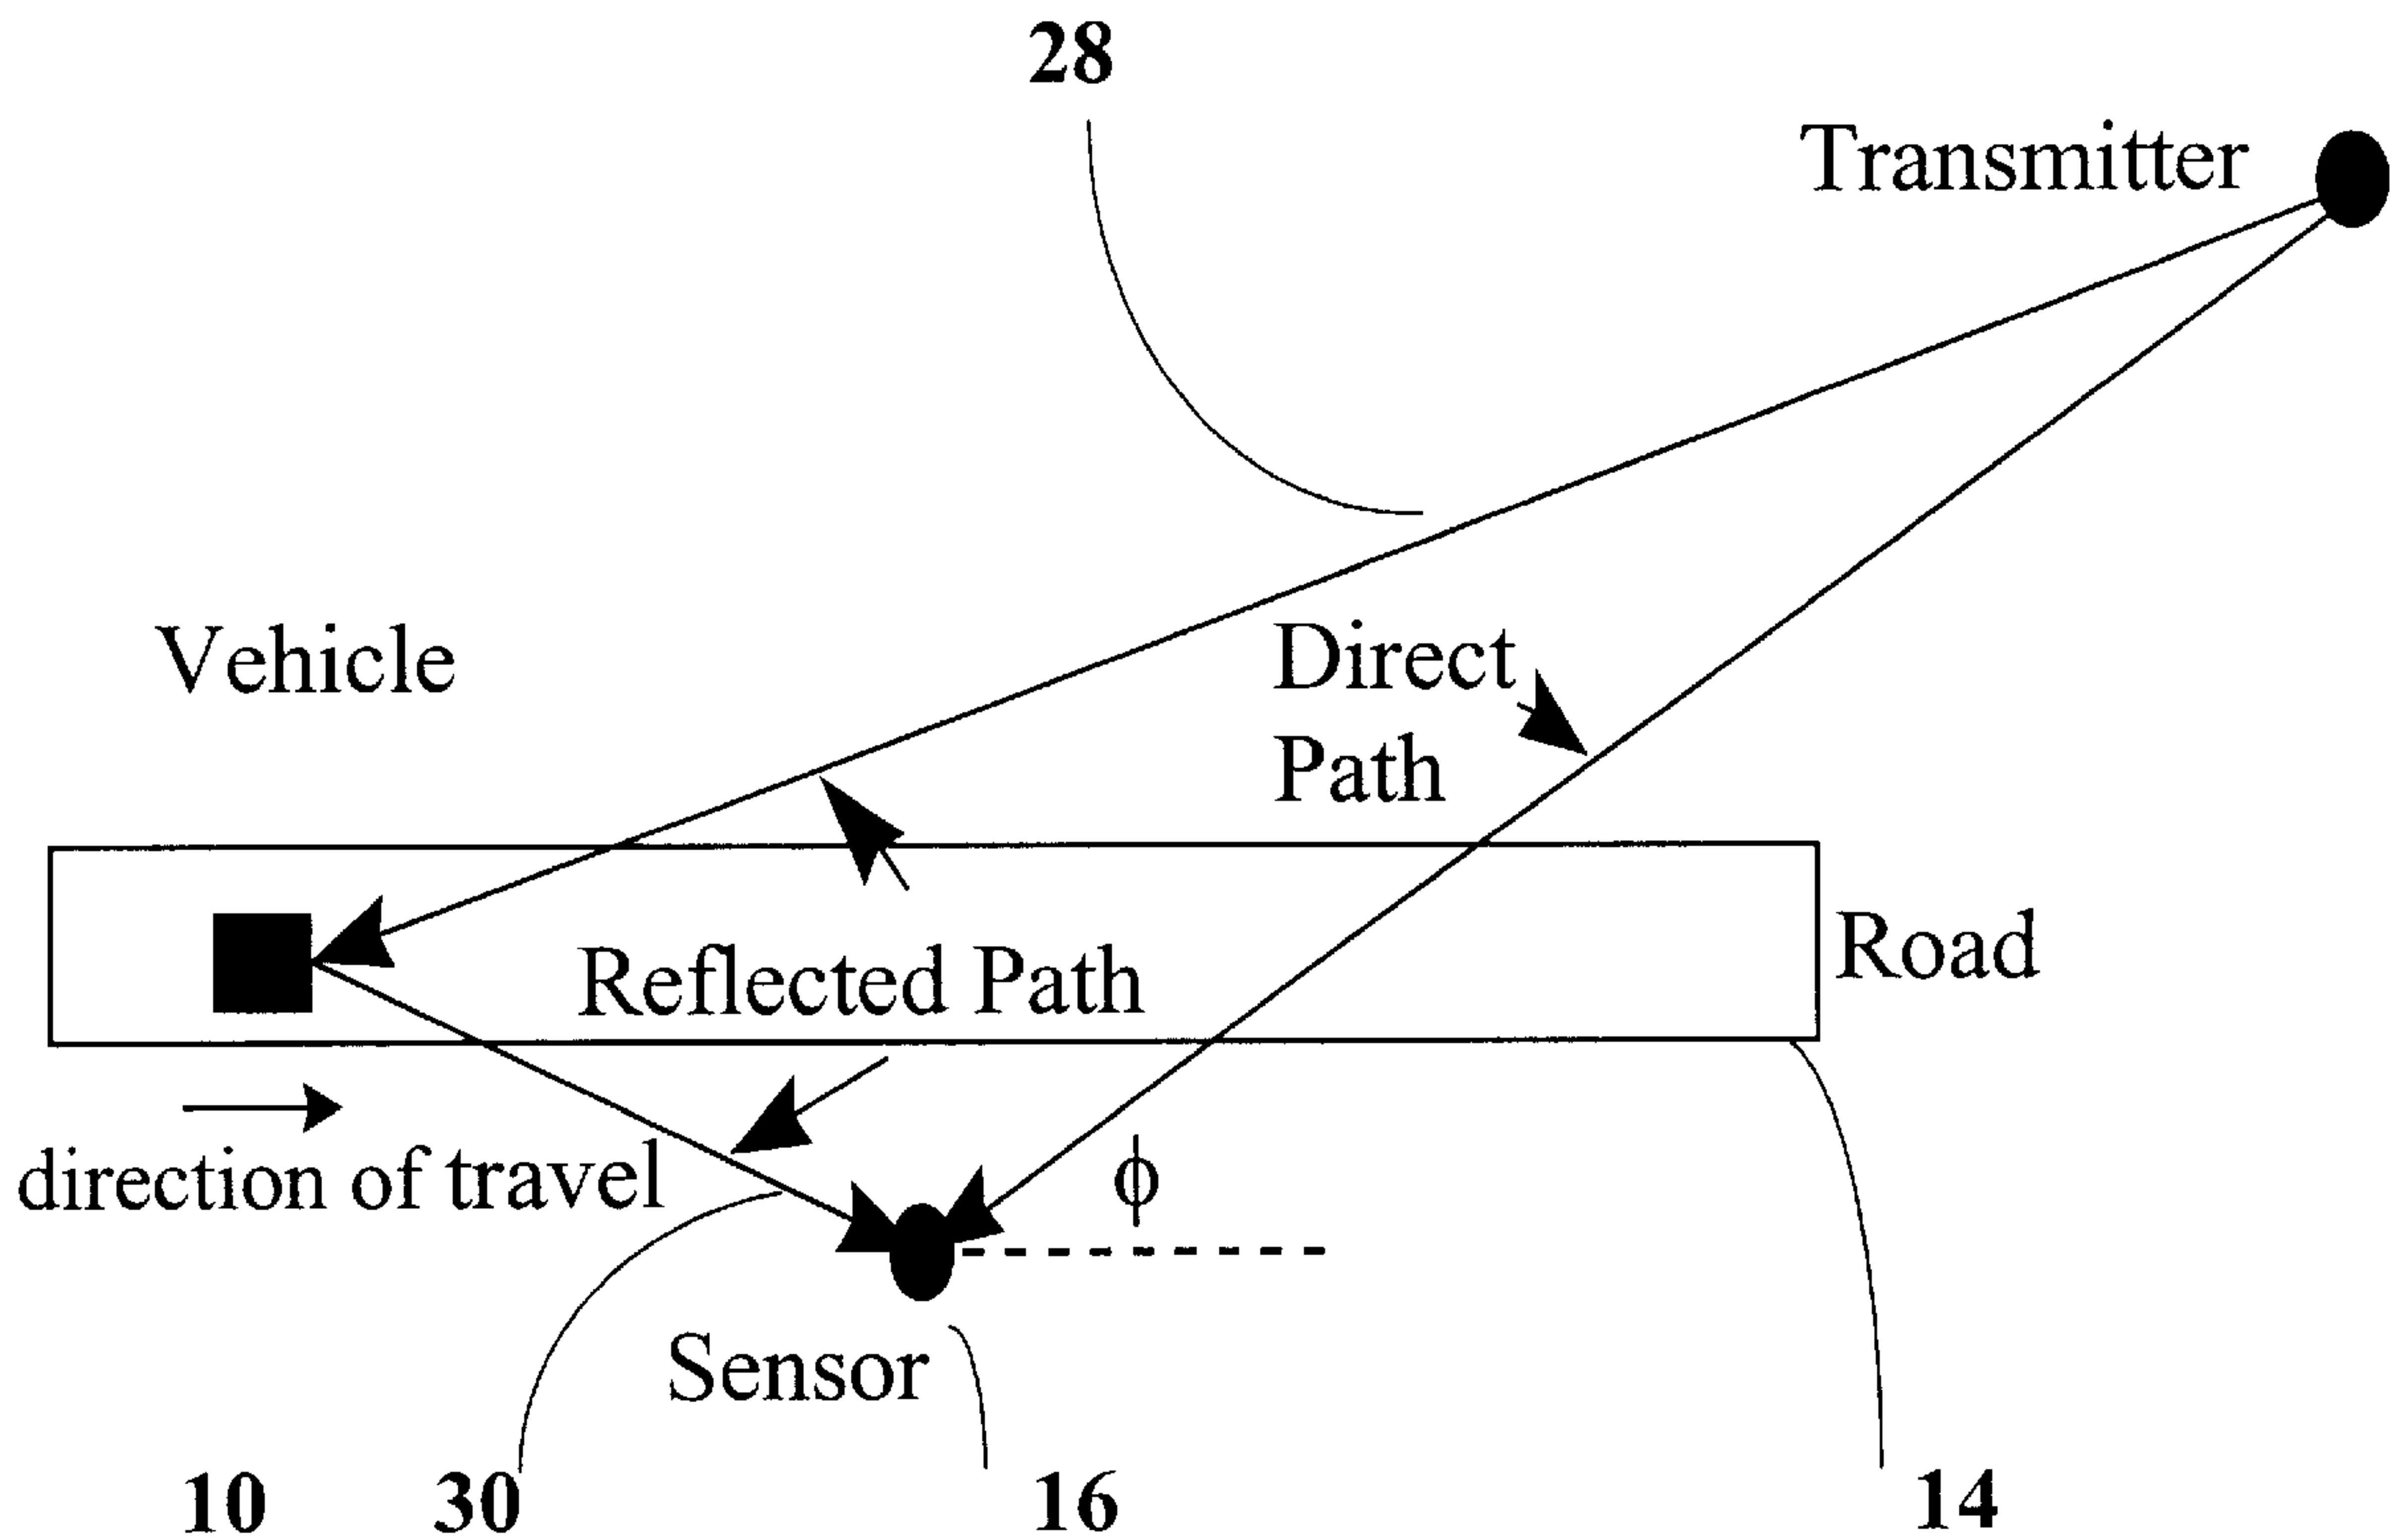 28
Transmitter
Vehicle
Direct
Path
Reflected Path
Road
direction of travel
ϕ
Sensor
10
30
16
14